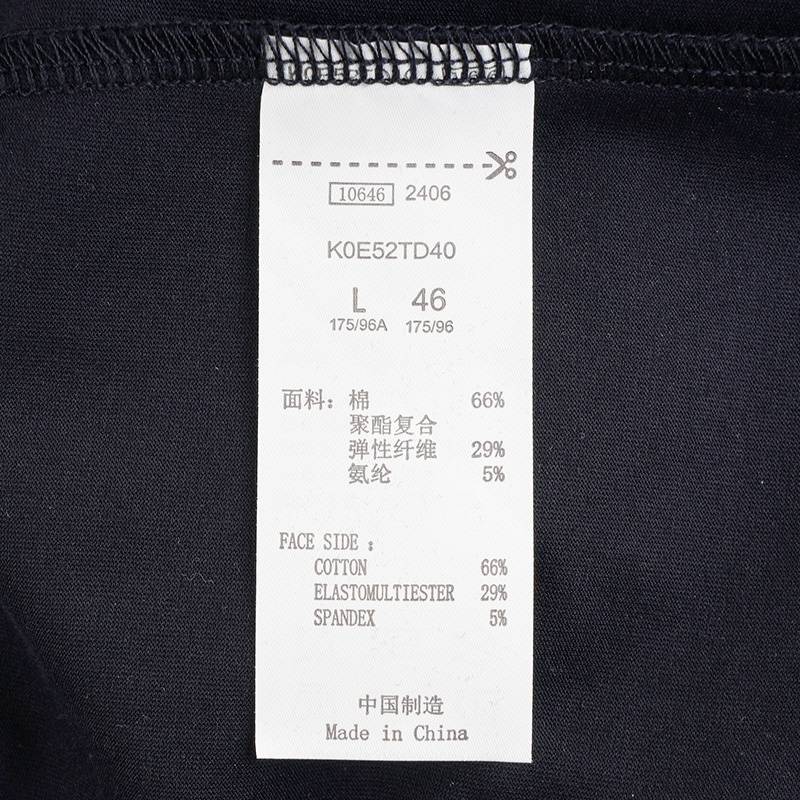 10646 2406
K0E52TD40
L 46
175/96A 175/96
面料：棉 66%
聚酯复合
弹性纤维 29%
氨纶 5%
FACE SIDE :
COTTON 66%
ELASTOMULTIESTER 29%
SPANDEX 5%
中国制造
Made in China